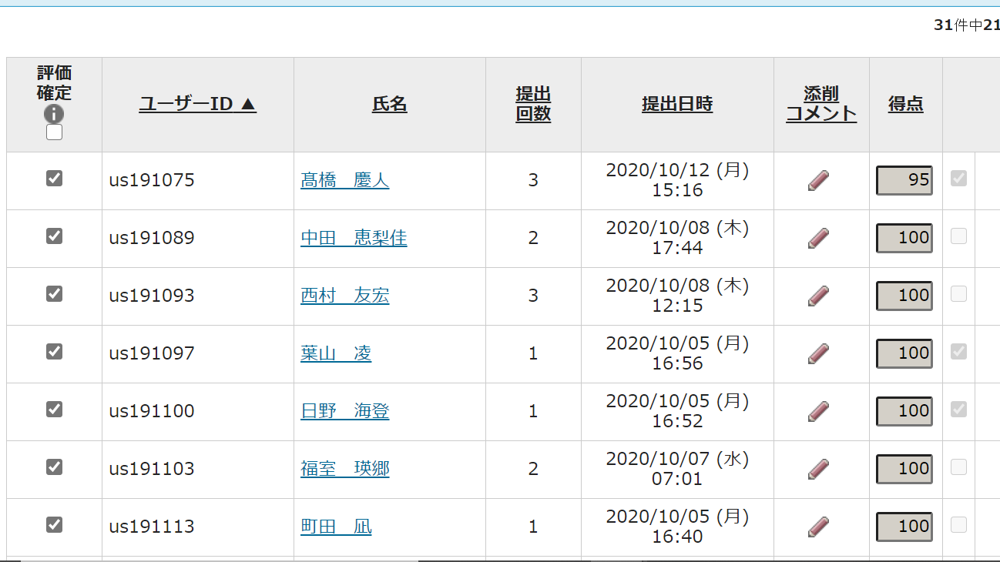 31件中21
評価
確定
ユーザーID ▲
氏名
提出
回数
提出日時
添削
コメント
得点
us191075 髙橋　慶人 3 2020/10/12 (月) 15:16 95
us191089 中田　恵梨佳 2 2020/10/08 (木) 17:44 100
us191093 西村　友宏 3 2020/10/08 (木) 12:15 100
us191097 葉山　凌 1 2020/10/05 (月) 16:56 100
us191100 日野　海登 1 2020/10/05 (月) 16:52 100
us191103 福室　瑛郷 2 2020/10/07 (水) 07:01 100
us191113 町田　凪 1 2020/10/05 (月) 16:40 100